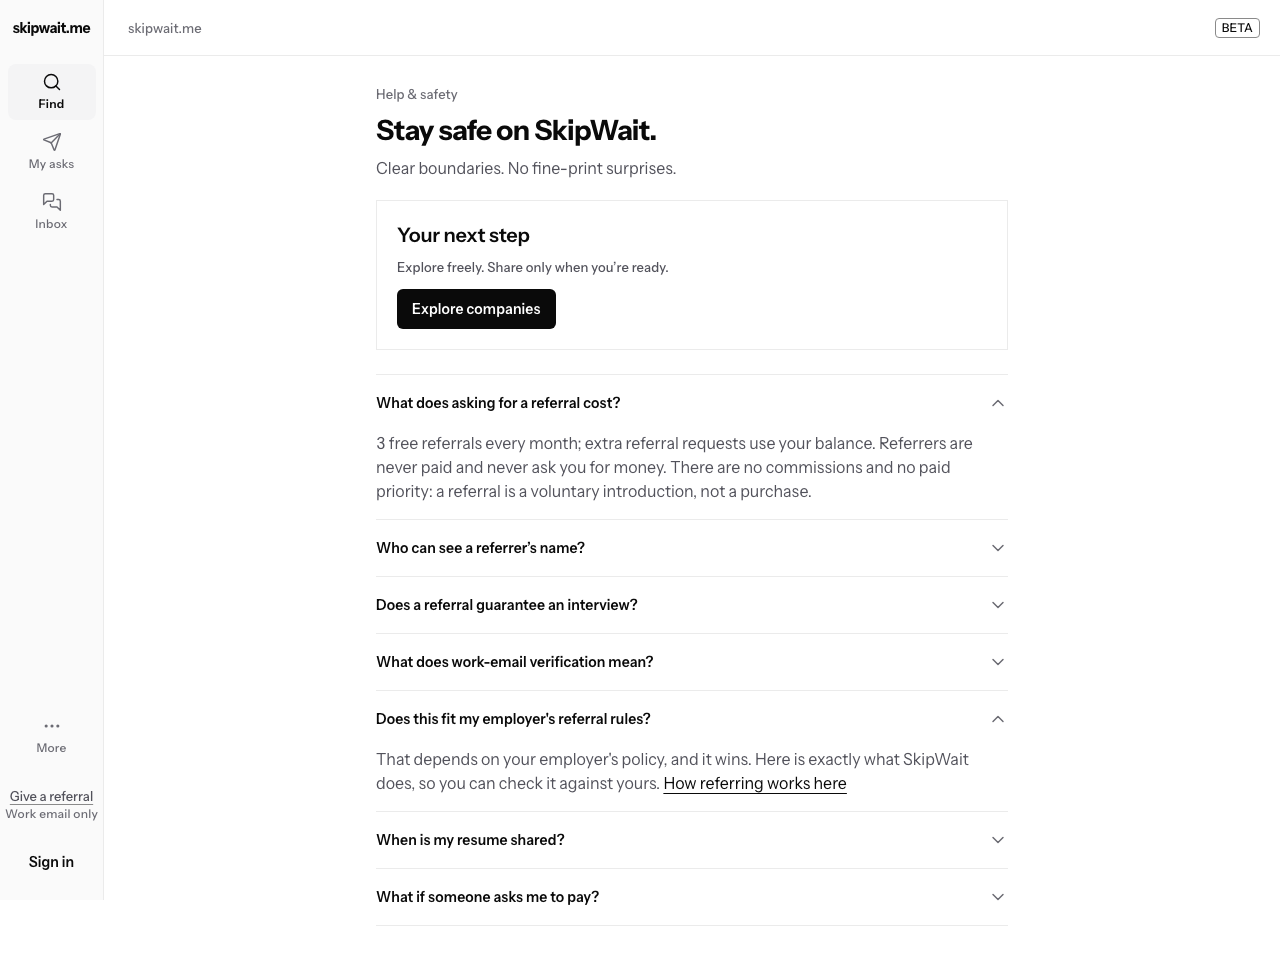 skipwait.me
Find
My asks
Inbox
More
Give a referral
Work email only
Sign in
skipwait.me
BETA
Help & safety
Stay safe on SkipWait.
Clear boundaries. No fine-print surprises.
Your next step
Explore freely. Share only when you're ready.
Explore companies
What does asking for a referral cost?
3 free referrals every month; extra referral requests use your balance. Referrers are
never paid and never ask you for money. There are no commissions and no paid
priority: a referral is a voluntary introduction, not a purchase.
Who can see a referrer's name?
Does a referral guarantee an interview?
What does work-email verification mean?
Does this fit my employer's referral rules?
That depends on your employer's policy, and it wins. Here is exactly what SkipWait
does, so you can check it against yours. How referring works here
When is my resume shared?
What if someone asks me to pay?